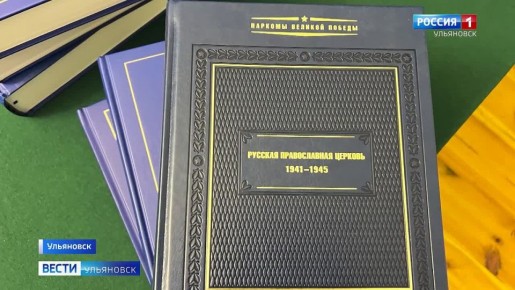 НАРКОМЫ ВЕЛИКОЙ ПОБЕДЫ
РОССИЯ 1
УЛЬЯНОВСК
РУССКАЯ ПРАВОСЛАВНАЯ ЦЕРКОВЬ
1941–1945
Ульяновск
ВЕСТИ УЛЬЯНОВСК